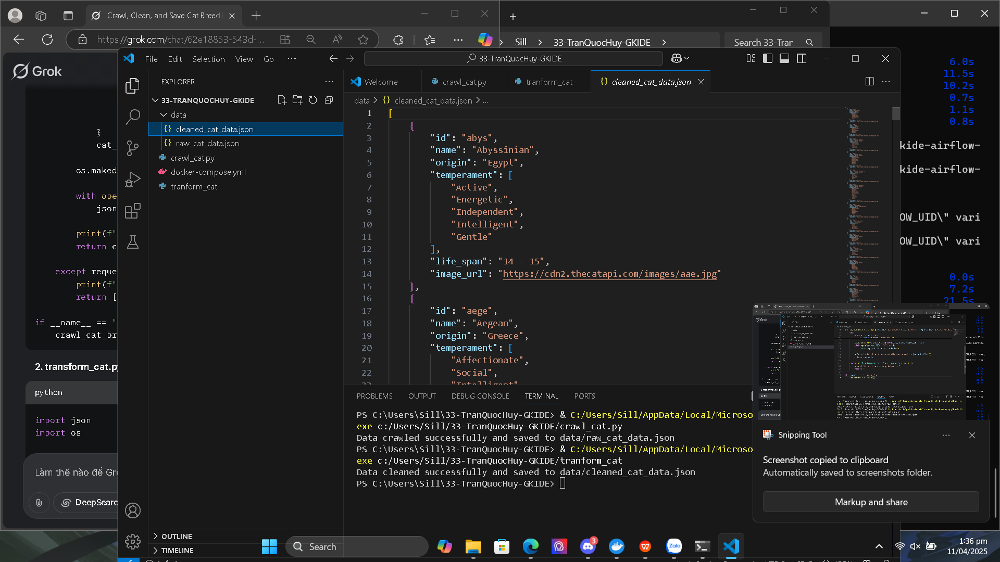 Crawl, Clean, and Save Cat Breed
https://grok.com/chat/62e18853-543d-...
Grok
}
cat_
os.maked
with ope
json
print(f"
return c
except reque
print(f"
return [
if __name__ == "
crawl_cat_br
2. transform_cat.py
python
import json
import os
Làm thế nào để Gro
DeepSearc
Sill
33-TranQuocHuy-GKIDE
Search 33-Trar
File Edit Selection View Go ...
33-TranQuocHuy-GKIDE
EXPLORER
33-TRANQUOCHUY-GKIDE
data
cleaned_cat_data.json
raw_cat_data.json
crawl_cat.py
docker-compose.yml
tranform_cat
OUTLINE
TIMELINE
Welcome
crawl_cat.py
tranform_cat
cleaned_cat_data.json
data > {} cleaned_cat_data.json > ...
1 [
2 {
3 "id": "abys",
4 "name": "Abyssinian",
5 "origin": "Egypt",
6 "temperament": [
7 "Active",
8 "Energetic",
9 "Independent",
10 "Intelligent",
11 "Gentle"
12 ],
13 "life_span": "14 - 15",
14 "image_url": "https://cdn2.thecatapi.com/images/aae.jpg"
15 },
16 {
17 "id": "aege",
18 "name": "Aegean",
19 "origin": "Greece",
20 "temperament": [
21 "Affectionate",
22 "Social",
23 "Intelligent"
PROBLEMS OUTPUT DEBUG CONSOLE TERMINAL PORTS
PS C:\Users\Sill\33-TranQuocHuy-GKIDE> & C:/Users/Sill/AppData/Local/Microso
exe c:/Users/Sill/33-TranQuocHuy-GKIDE/crawl_cat.py
Data crawled successfully and saved to data/raw_cat_data.json
PS C:\Users\Sill\33-TranQuocHuy-GKIDE> & C:/Users/Sill/AppData/Local/Microso
exe c:/Users/Sill/33-TranQuocHuy-GKIDE/tranform_cat
Data cleaned successfully and saved to data/cleaned_cat_data.json
PS C:\Users\Sill\33-TranQuocHuy-GKIDE>
6.0s
11.5s
10.2s
0.7s
1.1s
0.8s
kide-airflow-
kide-airflow-
OW_UID\" vari
OW_UID\" vari
0.0s
7.2s
21.5s
Snipping Tool
Screenshot copied to clipboard
Automatically saved to screenshots folder.
Markup and share
Search
3
Zalo
1:36 pm
11/04/2025